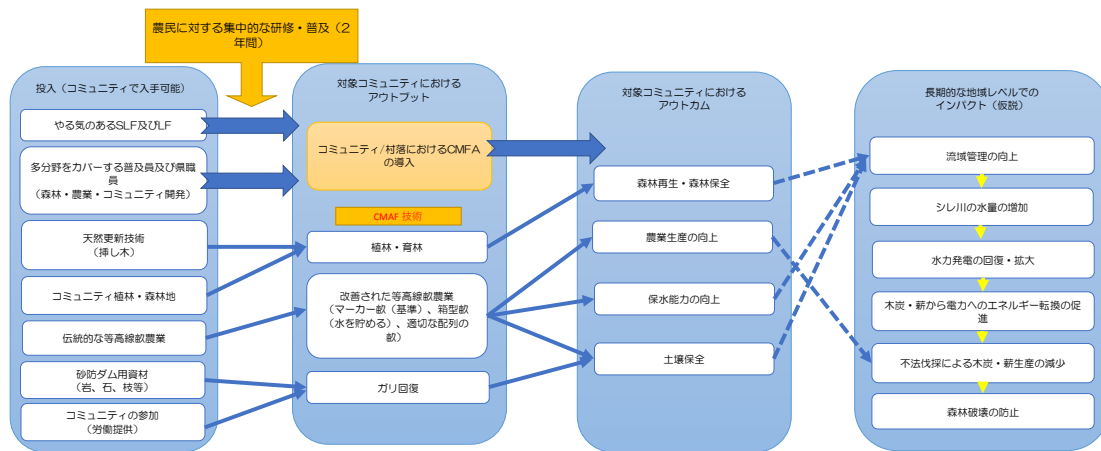 農民に対する集中的な研修・普及（２
年間）
投入（コミュニティで入手可能）
やる気のあるSLF及びLF
多分野をカバーする普及員及び県職
員
（森林・農業・コミュニティ開発）
天然更新技術
（挿し木）
コミュニティ植林・森林地
伝統的な等高線畝農業
砂防ダム用資材
（岩、石、枝等）
コミュニティの参加
（労働提供）
対象コミュニティにおける
アウトプット
コミュニティ/村落におけるCMFA
の導入
CMAF 技術
植林・育林
改善された等高線畝農業
（マーカー畝（基準）、箱型畝
（水を貯める）、適切な配列の
畝）
ガリ回復
対象コミュニティにおける
アウトカム
森林再生・森林保全
農業生産の向上
保水能力の向上
土壌保全
長期的な地域レベルでの
インパクト（仮説）
流域管理の向上
シレ川の水量の増加
水力発電の回復・拡大
木炭・薪から電力へのエネルギー転換の促
進
不法伐採による木炭・薪生産の減少
森林破壊の防止